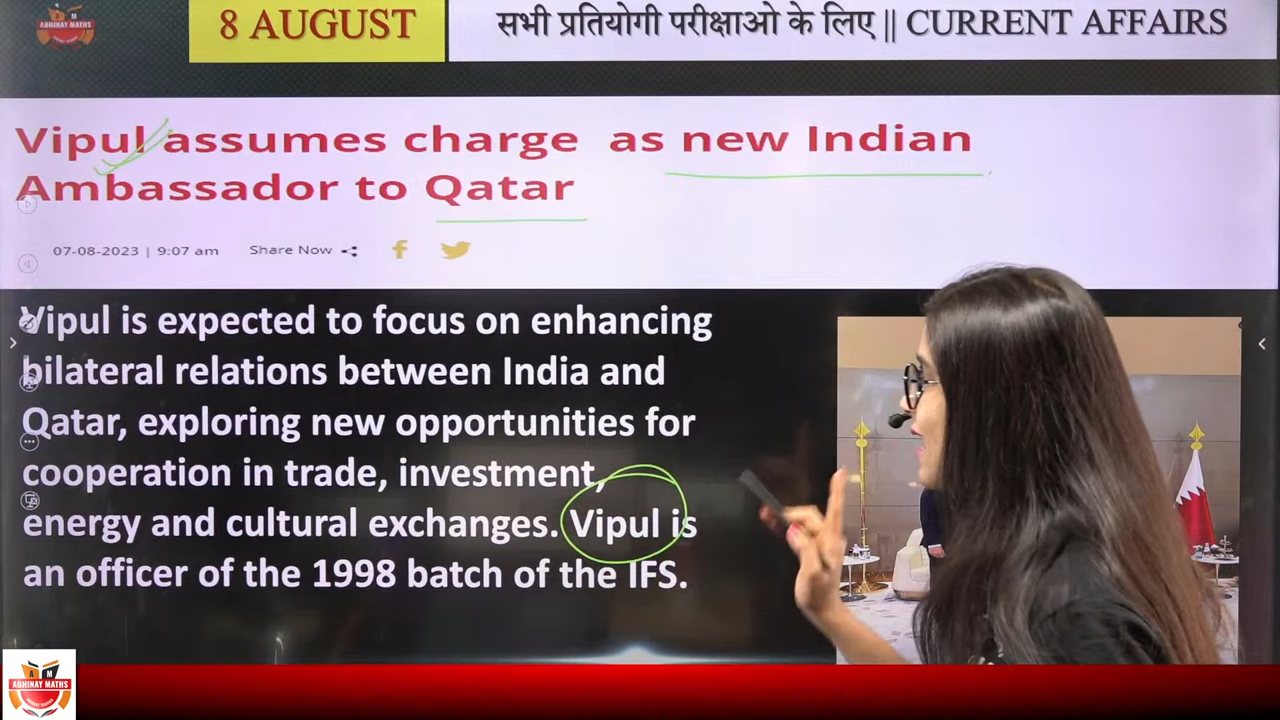 8 AUGUST
सभी प्रतियोगी परीक्षाओ के लिए || CURRENT AFFAIRS
Vipul assumes charge as new Indian
Ambassador to Qatar
07-08-2023 | 9:07 am Share Now
Vipul is expected to focus on enhancing
bilateral relations between India and
Qatar, exploring new opportunities for
cooperation in trade, investment,
energy and cultural exchanges. Vipul is
an officer of the 1998 batch of the IFS.
A M
ABHINAY MATHS